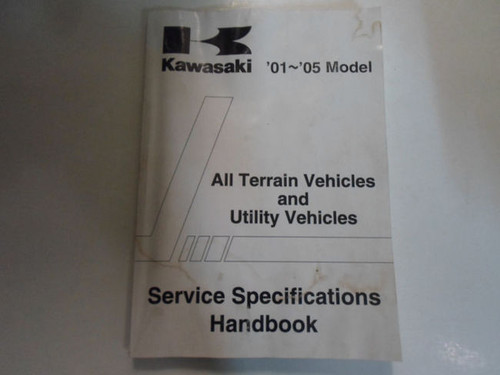 Kawasaki '01~'05 Model
All Terrain Vehicles
and
Utility Vehicles
Service Specifications
Handbook